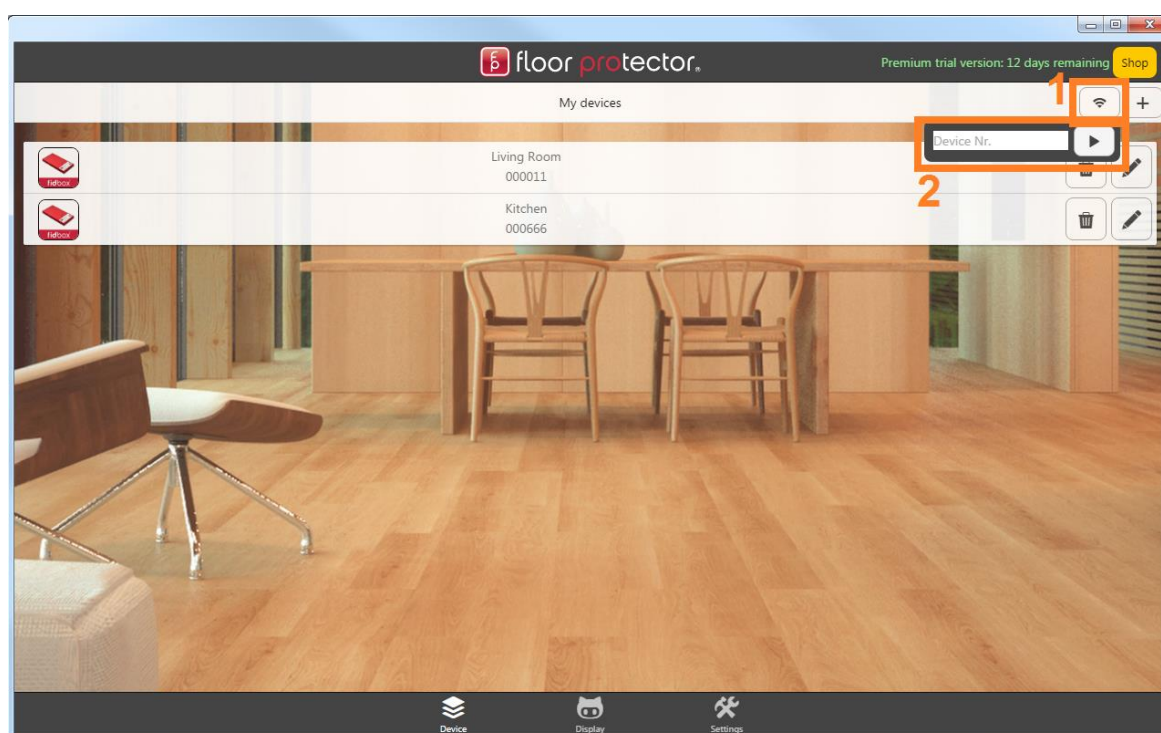 floor protector®
Premium trial version: 12 days remaining
Shop
1
My devices
+
Device Nr.
2
fidbox
Living Room
000011
fidbox
Kitchen
000666
Device
Display
Settings